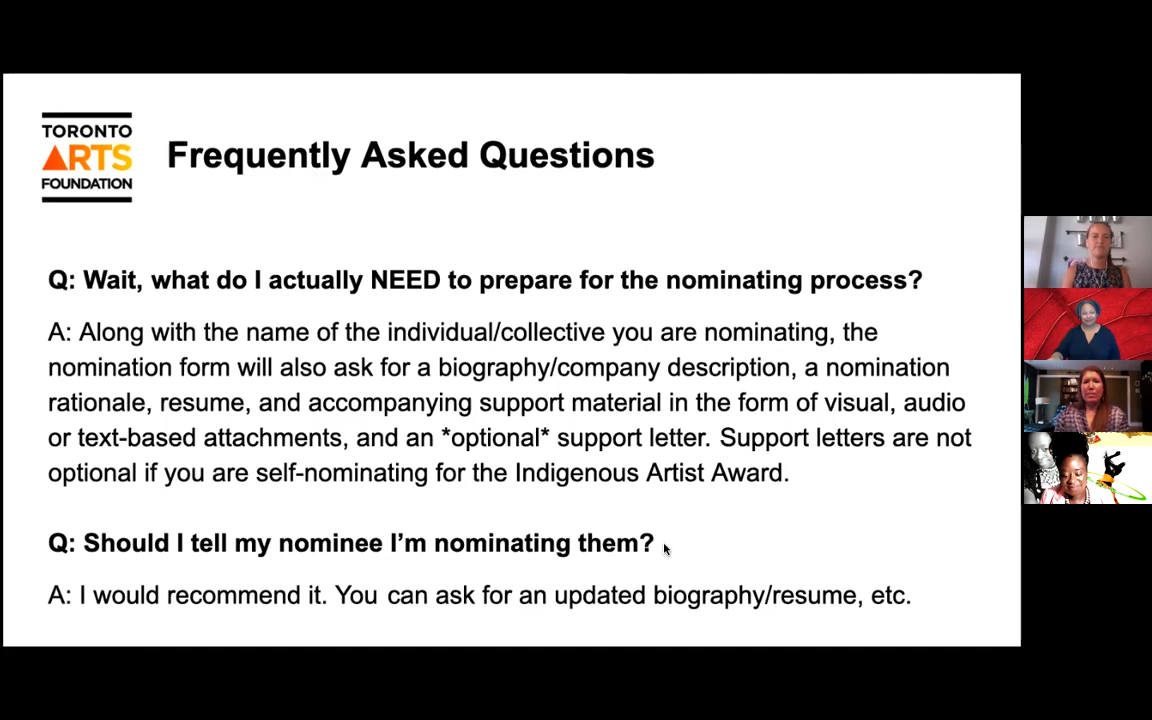 TORONTO
ARTS
FOUNDATION
Frequently Asked Questions
Q: Wait, what do I actually NEED to prepare for the nominating process?
A: Along with the name of the individual/collective you are nominating, the
nomination form will also ask for a biography/company description, a nomination
rationale, resume, and accompanying support material in the form of visual, audio
or text-based attachments, and an *optional* support letter. Support letters are not
optional if you are self-nominating for the Indigenous Artist Award.
Q: Should I tell my nominee I’m nominating them?
A: I would recommend it. You can ask for an updated biography/resume, etc.